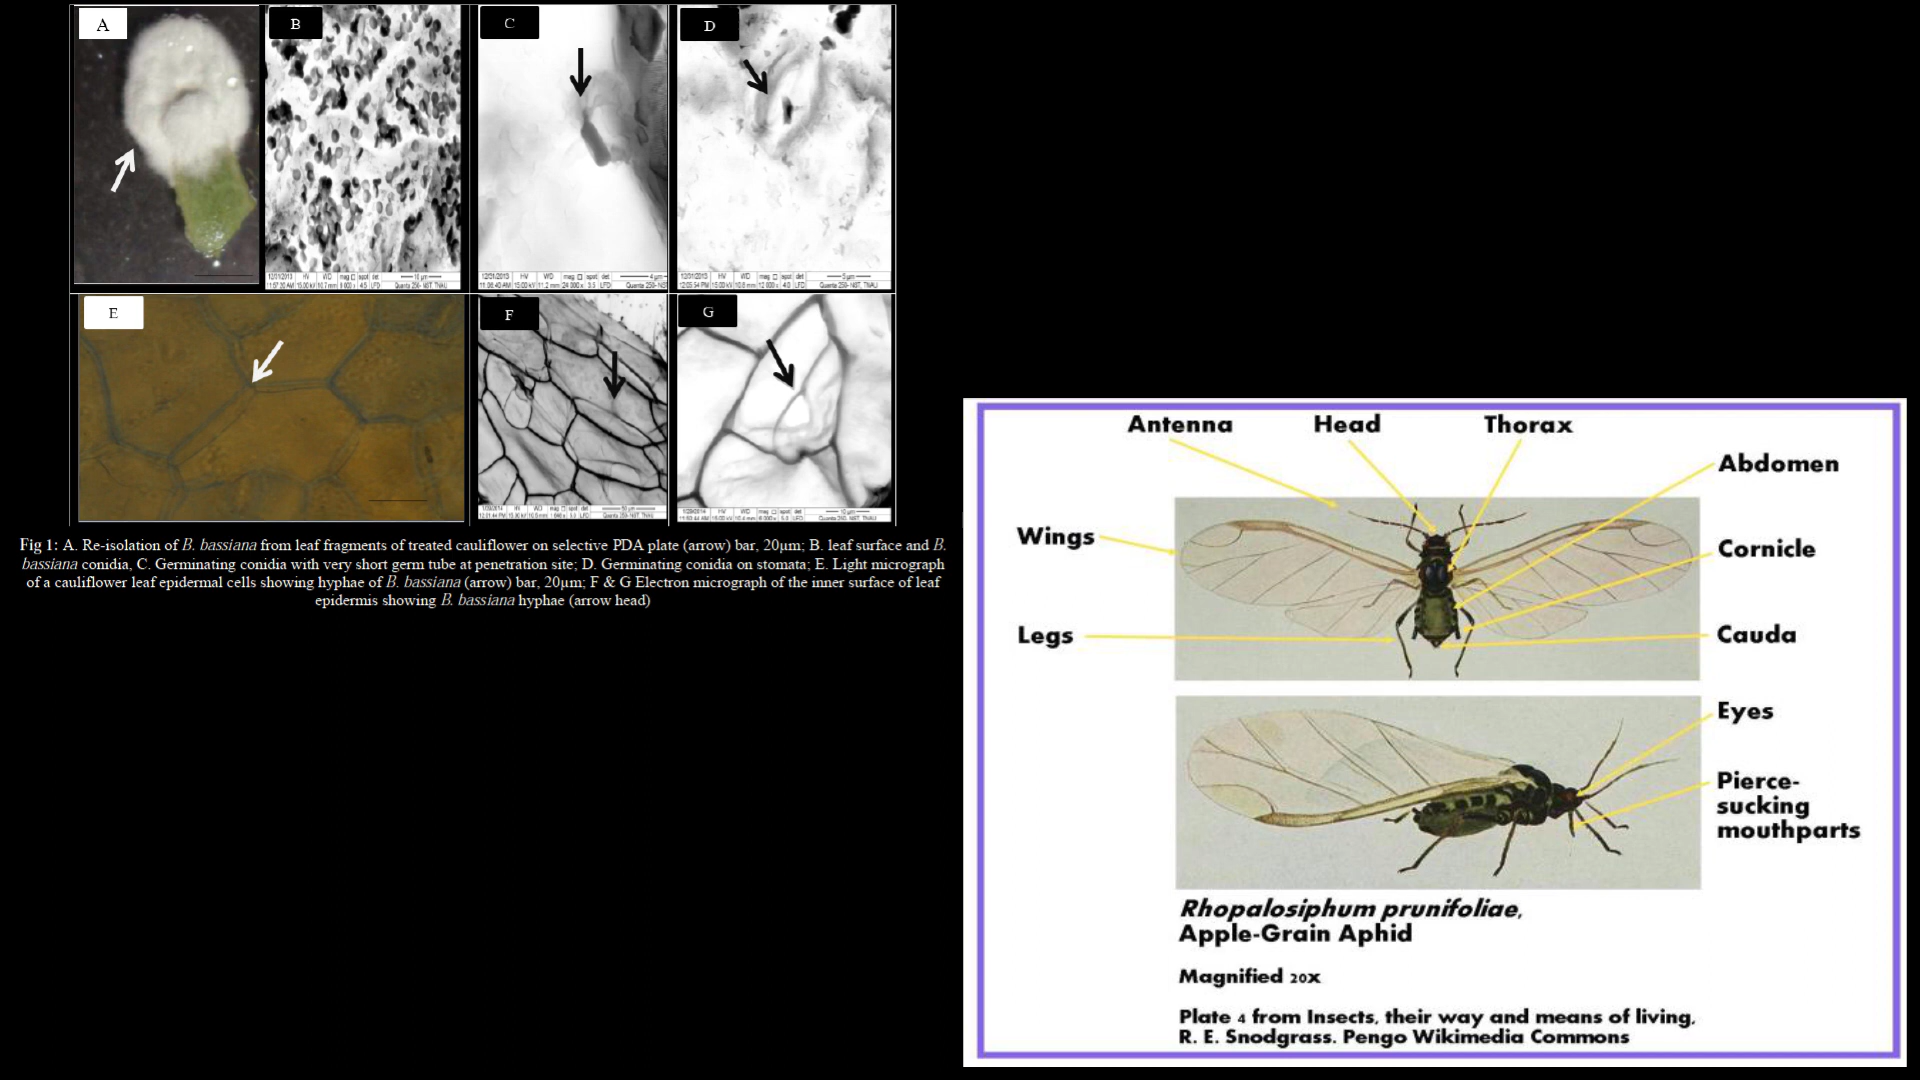 A
B
C
D
E
F
G
Fig 1: A. Re-isolation of B. bassiana from leaf fragments of treated cauliflower on selective PDA plate (arrow) bar, 20µm; B. leaf surface and B.
bassiana conidia, C. Germinating conidia with very short germ tube at penetration site; D. Germinating conidia on stomata; E. Light micrograph
of a cauliflower leaf epidermal cells showing hyphae of B. bassiana (arrow) bar, 20µm; F & G Electron micrograph of the inner surface of leaf
epidermis showing B. bassiana hyphae (arrow head)
Antenna
Head
Thorax
Abdomen
Wings
Cornicle
Legs
Cauda
Eyes
Pierce-
sucking
mouthparts
Rhopalosiphum prunifoliae,
Apple-Grain Aphid
Magnified 20x
Plate 4 from Insects, their way and means of living,
R. E. Snodgrass. Pengo Wikimedia Commons